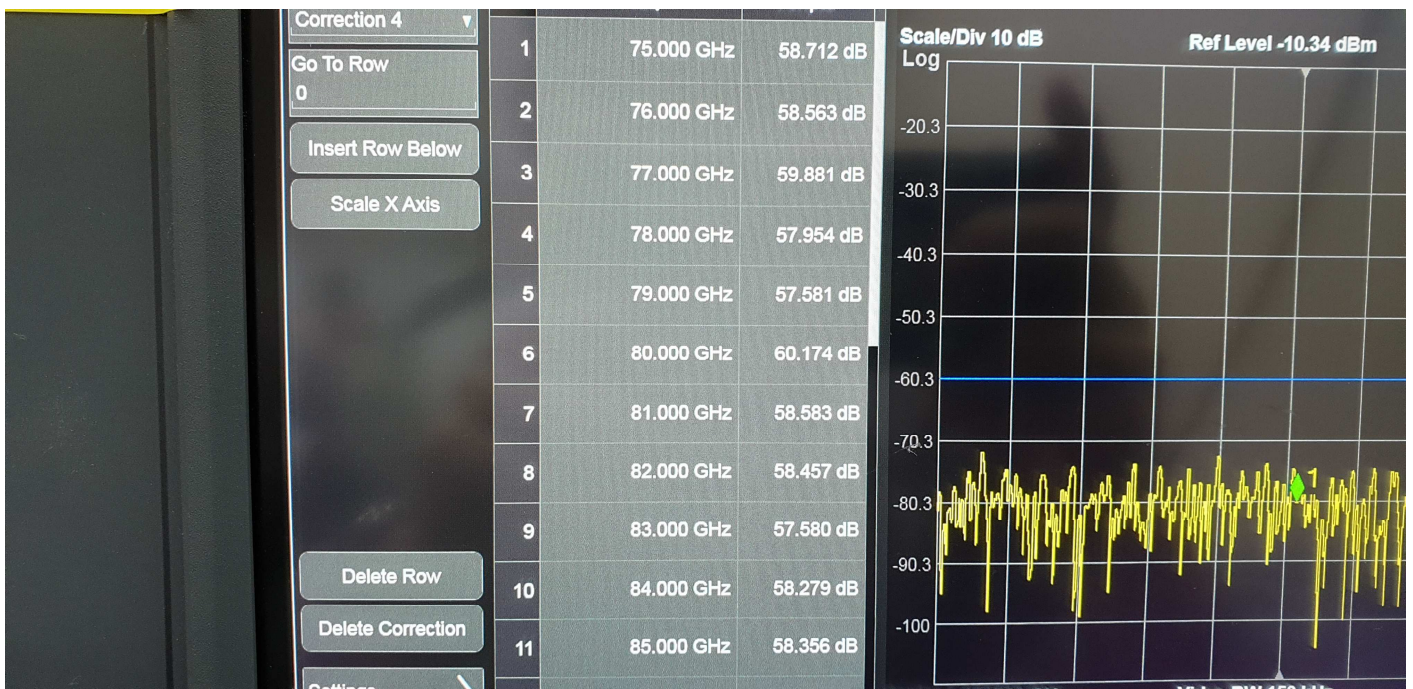 Correction 4
Go To Row
0
Insert Row Below
Scale X Axis
Delete Row
Delete Correction
Settings
1 75.000 GHz 58.712 dB
2 76.000 GHz 58.563 dB
3 77.000 GHz 59.881 dB
4 78.000 GHz 57.954 dB
5 79.000 GHz 57.581 dB
6 80.000 GHz 60.174 dB
7 81.000 GHz 58.583 dB
8 82.000 GHz 58.457 dB
9 83.000 GHz 57.580 dB
10 84.000 GHz 58.279 dB
11 85.000 GHz 58.356 dB
Scale/Div 10 dB Ref Level -10.34 dBm
Log
-20.3
-30.3
-40.3
-50.3
-60.3
-70.3
1
-80.3
-90.3
-100